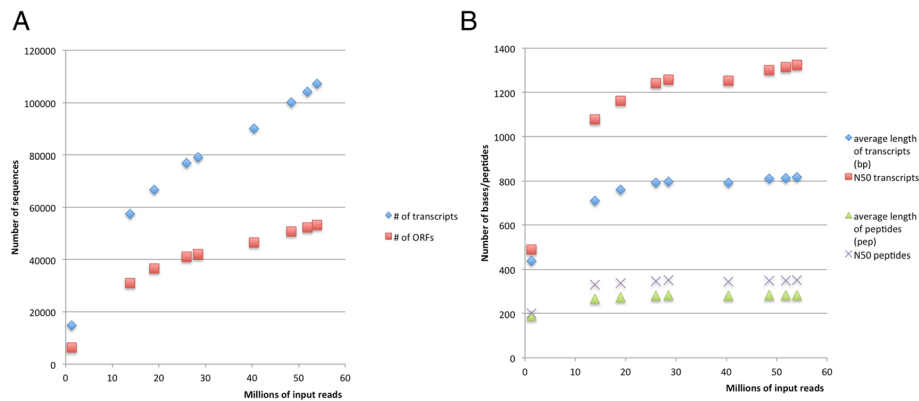 A
Number of sequences
120000
100000
80000
60000
40000
20000
0
0 10 20 30 40 50 60
Millions of input reads
# of transcripts
# of ORFs
B
Number of bases/peptides
1400
1200
1000
800
600
400
200
0
0 10 20 30 40 50 60
Millions of input reads
average length
of transcripts
(bp)
N50 transcripts
average length
of peptides
(pep)
N50 peptides